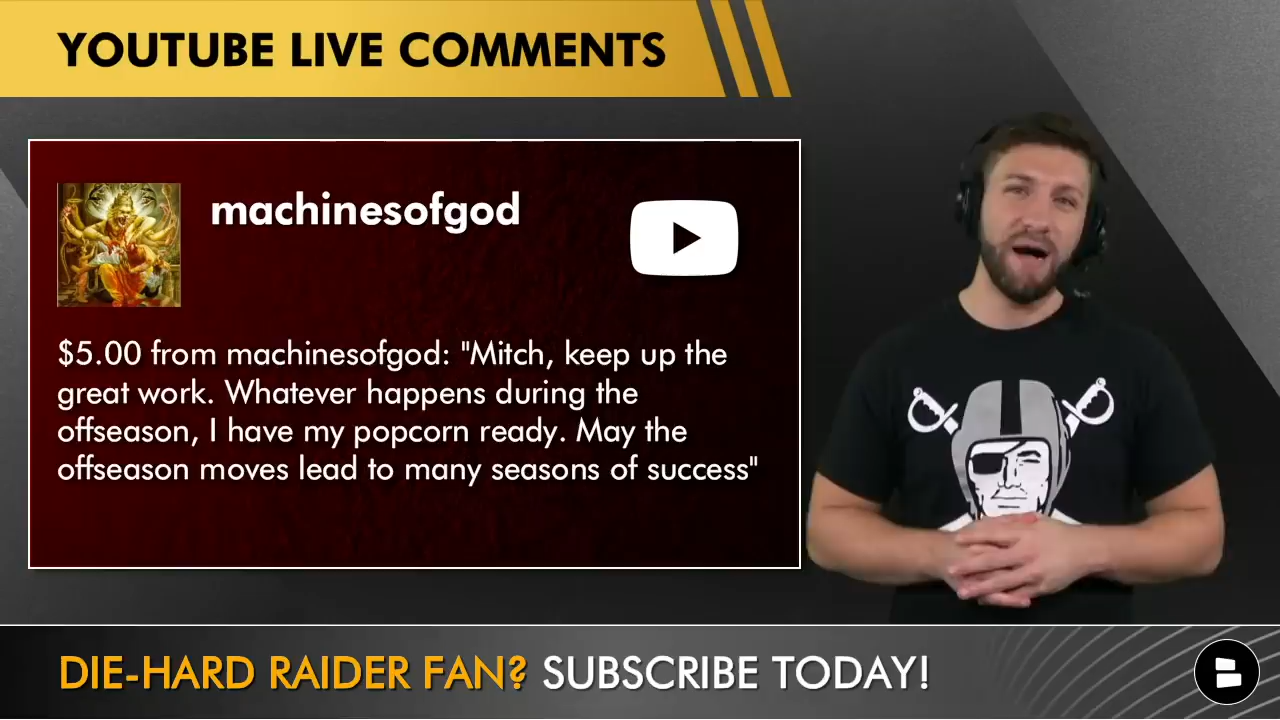 YOUTUBE LIVE COMMENTS
machinesofgod
$5.00 from machinesofgod: "Mitch, keep up the
great work. Whatever happens during the
offseason, I have my popcorn ready. May the
offseason moves lead to many seasons of success"
DIE-HARD RAIDER FAN? SUBSCRIBE TODAY!